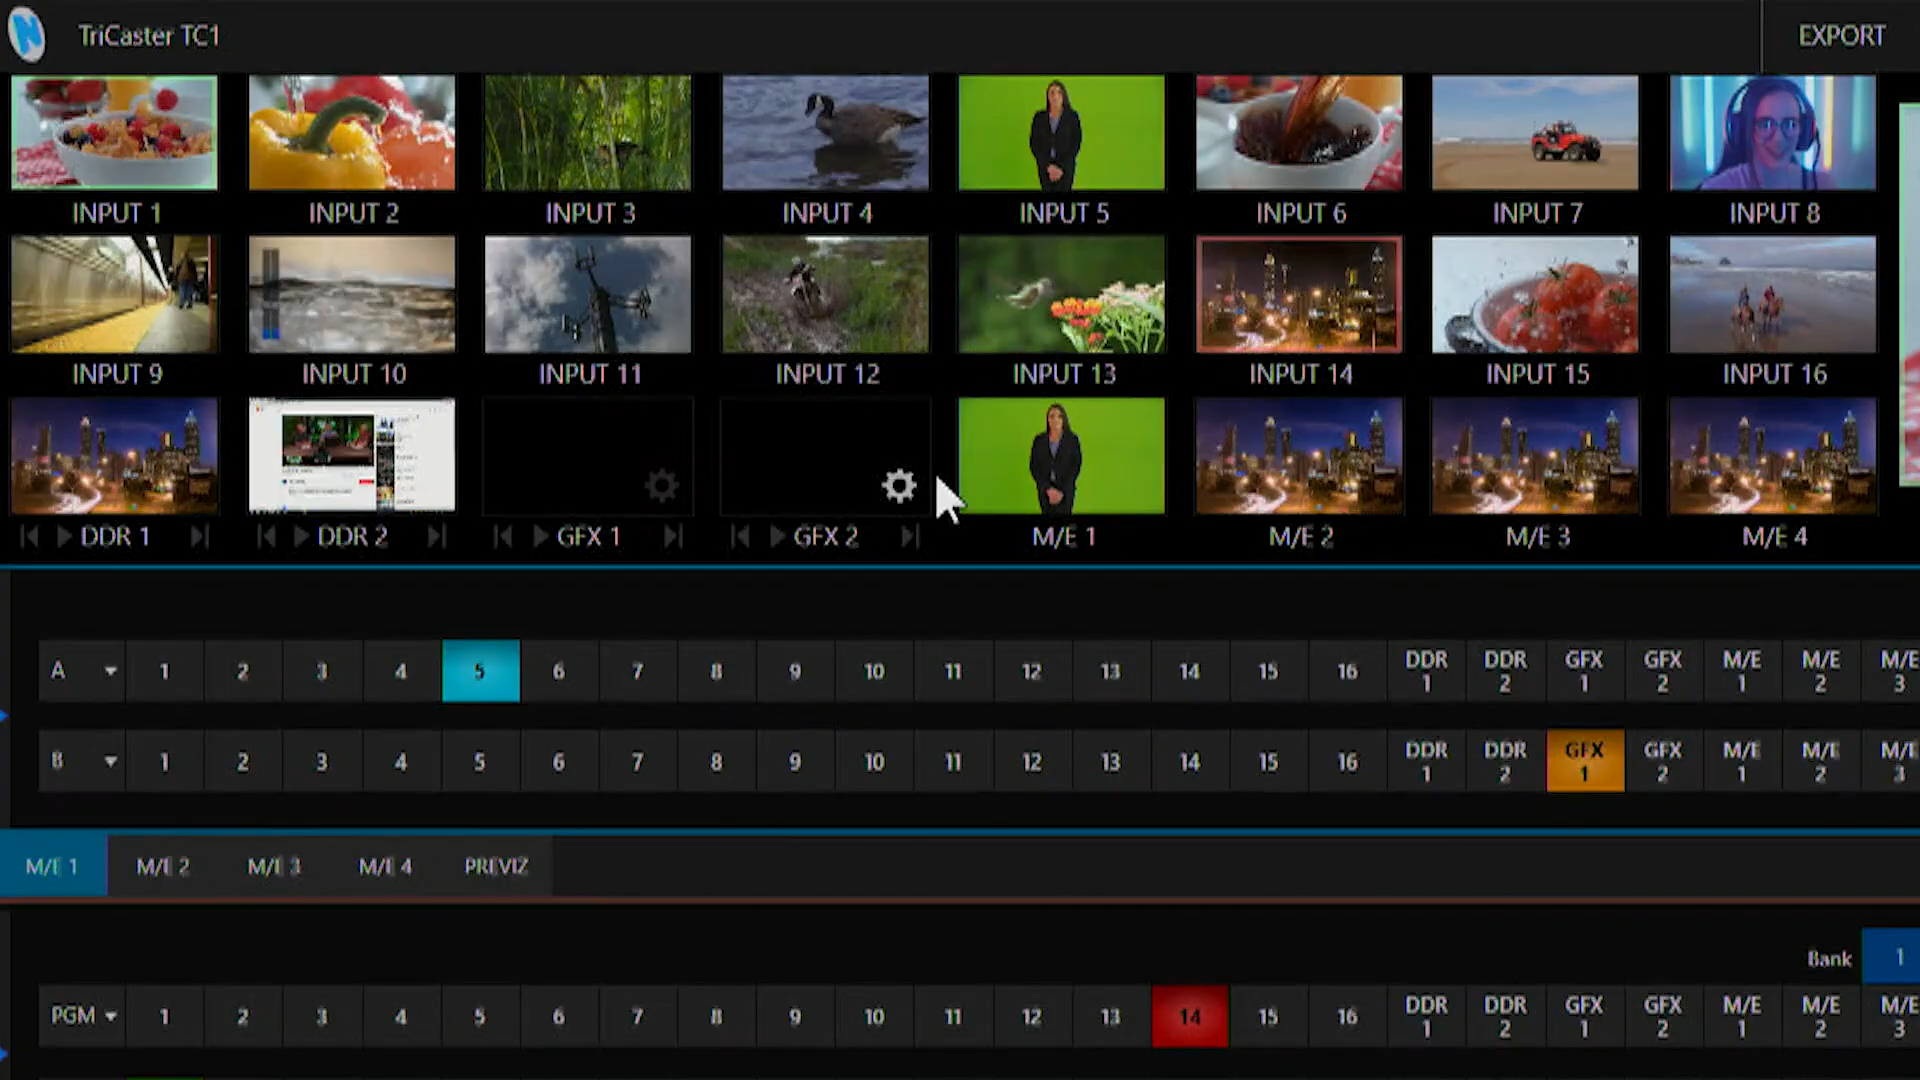 TriCaster TC1 EXPORT
INPUT 1 INPUT 2 INPUT 3 INPUT 4 INPUT 5 INPUT 6 INPUT 7 INPUT 8
INPUT 9 INPUT 10 INPUT 11 INPUT 12 INPUT 13 INPUT 14 INPUT 15 INPUT 16
DDR 1 DDR 2 GFX 1 GFX 2 M/E 1 M/E 2 M/E 3 M/E 4
A 1 2 3 4 5 6 7 8 9 10 11 12 13 14 15 16 DDR 1 DDR 2 GFX 1 GFX 2 M/E 1 M/E 2 M/E 3
B 1 2 3 4 5 6 7 8 9 10 11 12 13 14 15 16 DDR 1 DDR 2 GFX 1 GFX 2 M/E 1 M/E 2 M/E 3
M/E 1 M/E 2 M/E 3 M/E 4 PREVIZ
Bank 1
PGM 1 2 3 4 5 6 7 8 9 10 11 12 13 14 15 16 DDR 1 DDR 2 GFX 1 GFX 2 M/E 1 M/E 2 M/E 3